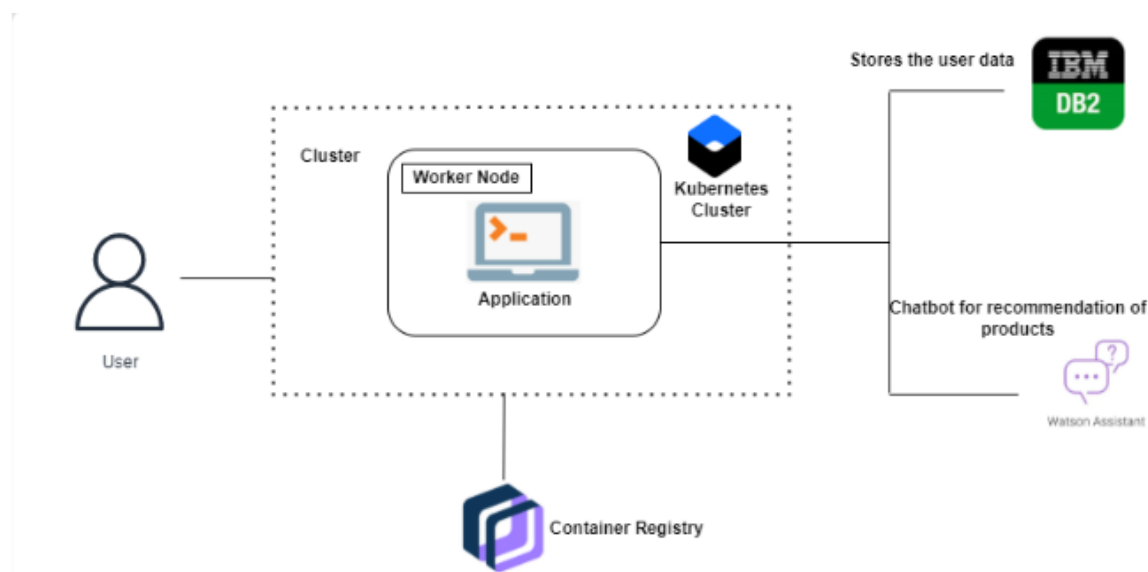 Stores the user data
IBM
DB2
Cluster
Worker Node
Kubernetes
Cluster
Application
User
Chatbot for recommendation of
products
?
Watson Assistant
Container Registry